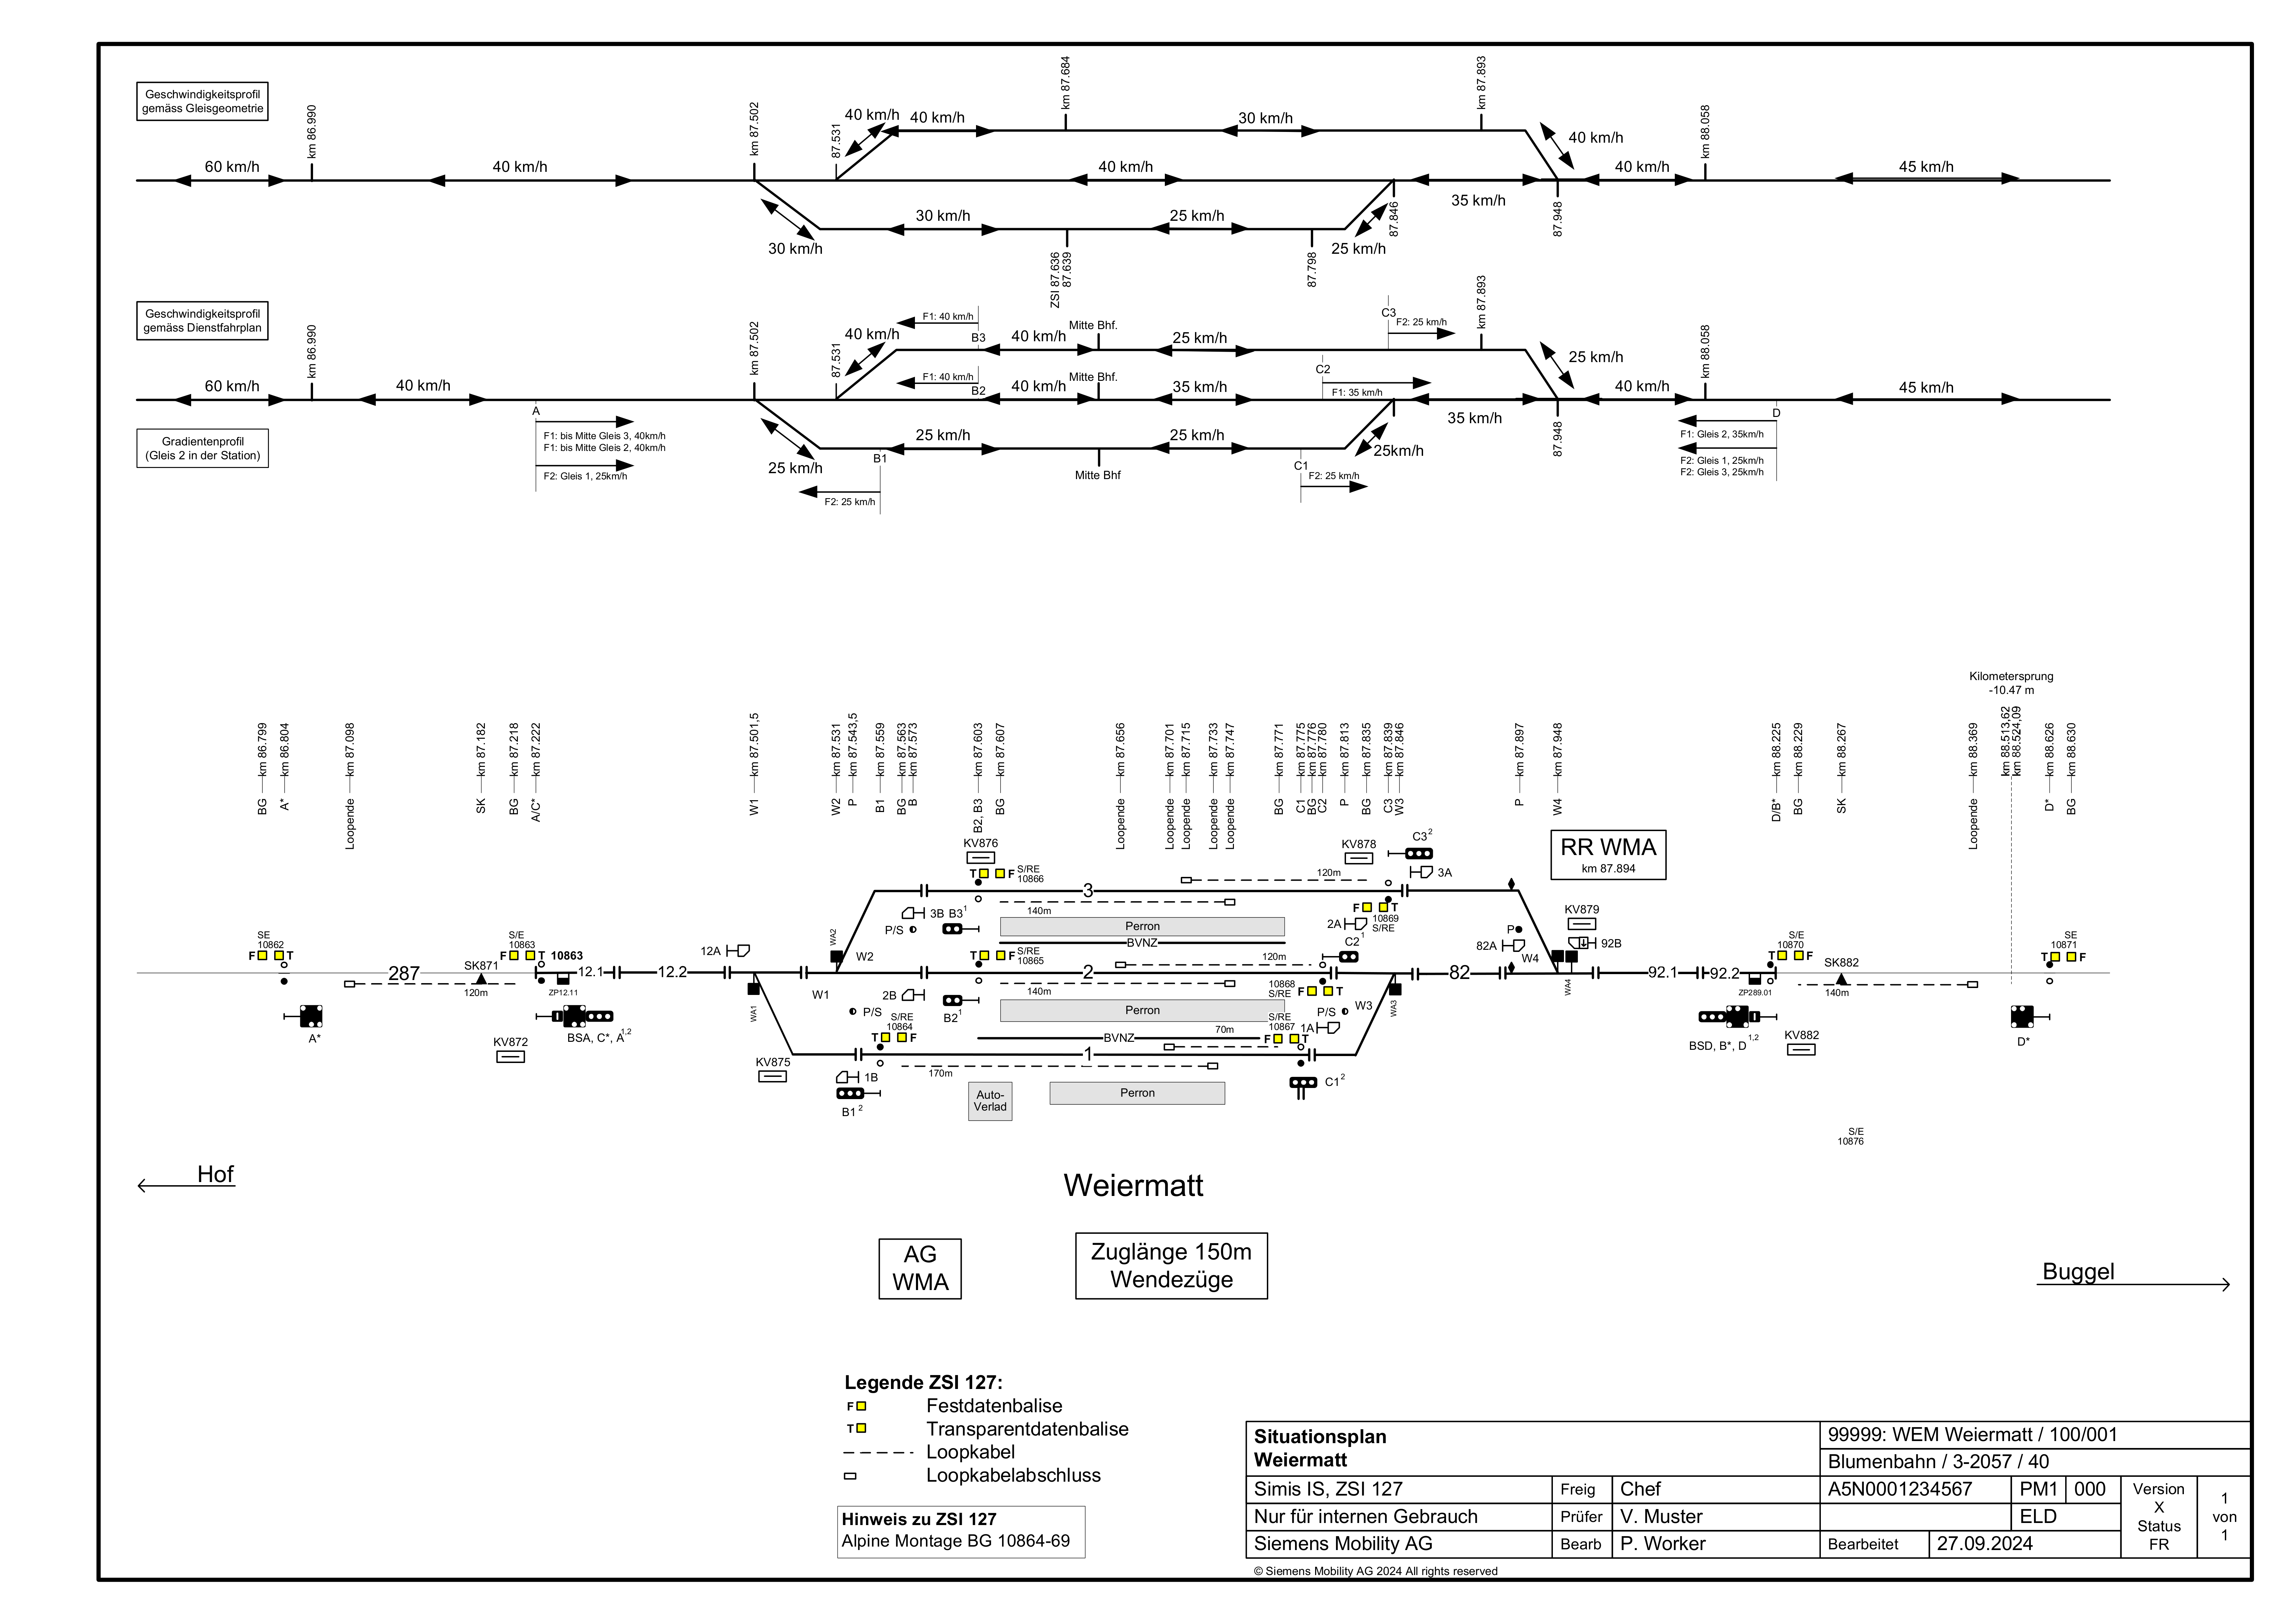 Geschwindigkeitsprofil
gemäss Gleisgeometrie
km 86.990
km 87.502
87.531
km 87.684
km 87.893
km 88.058
40 km/h
40 km/h
30 km/h
40 km/h
60 km/h
40 km/h
40 km/h
40 km/h
45 km/h
35 km/h
30 km/h
30 km/h
25 km/h
25 km/h
87.846
87.948
ZSI 87.636
87.639
87.798
Geschwindigkeitsprofil
gemäss Dienstfahrplan
km 86.990
km 87.502
87.531
km 87.893
km 88.058
F1: 40 km/h
B3
40 km/h
40 km/h
Mitte Bhf.
25 km/h
C3
F2: 25 km/h
25 km/h
60 km/h
40 km/h
F1: 40 km/h
B2
40 km/h
Mitte Bhf.
35 km/h
C2
F1: 35 km/h
35 km/h
40 km/h
45 km/h
87.948
A
F1: bis Mitte Gleis 3, 40km/h
F1: bis Mitte Gleis 2, 40km/h
F2: Gleis 1, 25km/h
D
F1: Gleis 2, 35km/h
F2: Gleis 1, 25km/h
F2: Gleis 3, 25km/h
Gradientenprofil
(Gleis 2 in der Station)
25 km/h
B1
F2: 25 km/h
25 km/h
Mitte Bhf
25 km/h
C1
F2: 25 km/h
25km/h
Kilometersprung
-10.47 m
BG km 86.799
A* km 86.804
Loopende km 87.098
SK km 87.182
BG km 87.218
A/C* km 87.222
W1 km 87.501,5
W2 km 87.531
P km 87.543,5
B1 km 87.559
BG km 87.563
B km 87.573
B2, B3 km 87.603
BG km 87.607
Loopende km 87.656
Loopende km 87.701
Loopende km 87.715
Loopende km 87.733
Loopende km 87.747
BG km 87.771
C1 km 87.775
BG km 87.776
C2 km 87.780
P km 87.813
BG km 87.835
C3 km 87.839
W3 km 87.846
P km 87.897
W4 km 87.948
D/B* km 88.225
BG km 88.229
SK km 88.267
Loopende km 88.369
km 88.513,62
km 88.524,09
D* km 88.626
BG km 88.630
KV876
T F S/RE
10866
KV878
C3 2
3A
RR WMA
km 87.894
3
120m
140m
3B B3 1
P/S
Perron
BVNZ
F T
10869
S/RE
2A
C2 1
P
KV879
82A
92B
W4
SE
10862
F T
A*
287
SK871
120m
S/E
10863
F T 10863
ZP12.11
12.1
12.2
12A
BSA, C*, A 1,2
KV872
WA1
WA2
W2
W1
T F S/RE
10865
2
120m
140m
2B
B2 1
P/S
Perron
10868
S/RE
F T
W3
WA3
82
WA4
92.1
92.2
ZP289.01
S/E
10870
T F
SK882
140m
BSD, B*, D 1,2
KV882
SE
10871
T F
D*
S/RE
10864
T F
BVNZ
70m
S/RE
10867
F T
1A
P/S
1
KV875
1B
170m
B1 2
Auto-
Verlad
Perron
C1 2
S/E
10876
Hof
Weiermatt
AG
WMA
Zuglänge 150m
Wendezüge
Buggel
Legende ZSI 127:
F Festdatenbalise
T Transparentdatenbalise
Loopkabel
Loopkabelabschluss
Hinweis zu ZSI 127
Alpine Montage BG 10864-69
Situationsplan
Weiermatt
99999: WEM Weiermatt / 100/001
Blumenbahn / 3-2057 / 40
Simis IS, ZSI 127
Freig
Chef
A5N0001234567
PM1
000
Nur für internen Gebrauch
Prüfer
V. Muster
ELD
Siemens Mobility AG
Bearb
P. Worker
Bearbeitet
27.09.2024
Version
X
Status
FR
1
von
1
© Siemens Mobility AG 2024 All rights reserved